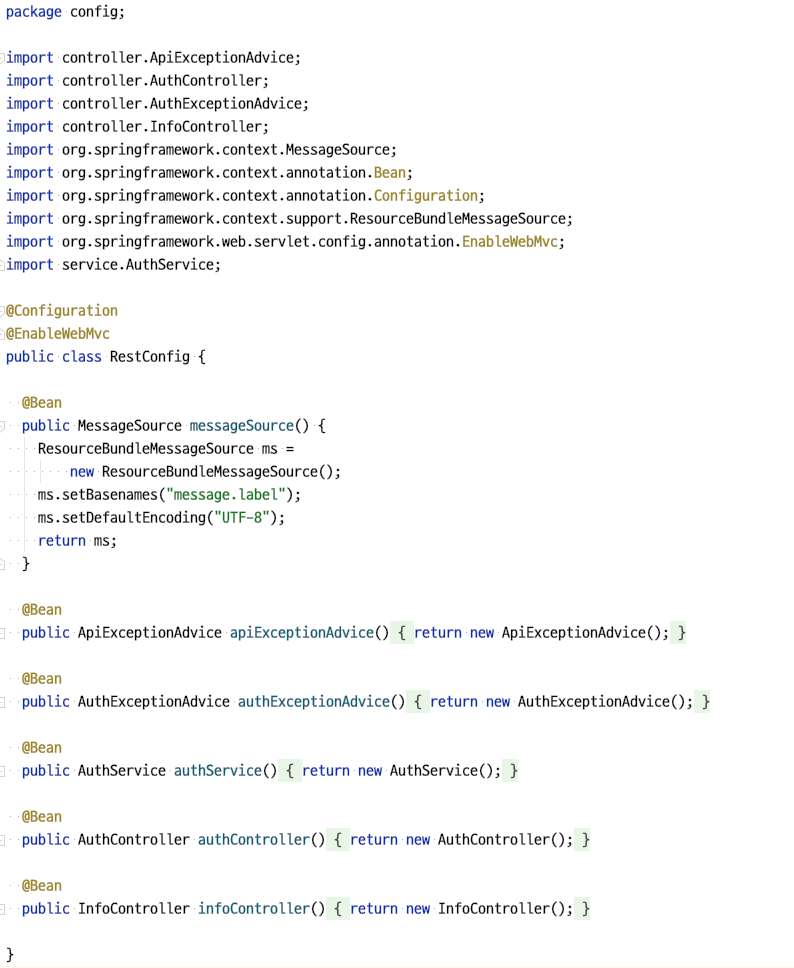 package config;
import controller.ApiExceptionAdvice;
import controller.AuthController;
import controller.AuthExceptionAdvice;
import controller.InfoController;
import org.springframework.context.MessageSource;
import org.springframework.context.annotation.Bean;
import org.springframework.context.annotation.Configuration;
import org.springframework.context.support.ResourceBundleMessageSource;
import org.springframework.web.servlet.config.annotation.EnableWebMvc;
import service.AuthService;
@Configuration
@EnableWebMvc
public class RestConfig {
@Bean
public MessageSource messageSource() {
ResourceBundleMessageSource ms =
new ResourceBundleMessageSource();
ms.setBasenames("message.label");
ms.setDefaultEncoding("UTF-8");
return ms;
}
@Bean
public ApiExceptionAdvice apiExceptionAdvice() { return new ApiExceptionAdvice(); }
@Bean
public AuthExceptionAdvice authExceptionAdvice() { return new AuthExceptionAdvice(); }
@Bean
public AuthService authService() { return new AuthService(); }
@Bean
public AuthController authController() { return new AuthController(); }
@Bean
public InfoController infoController() { return new InfoController(); }
}